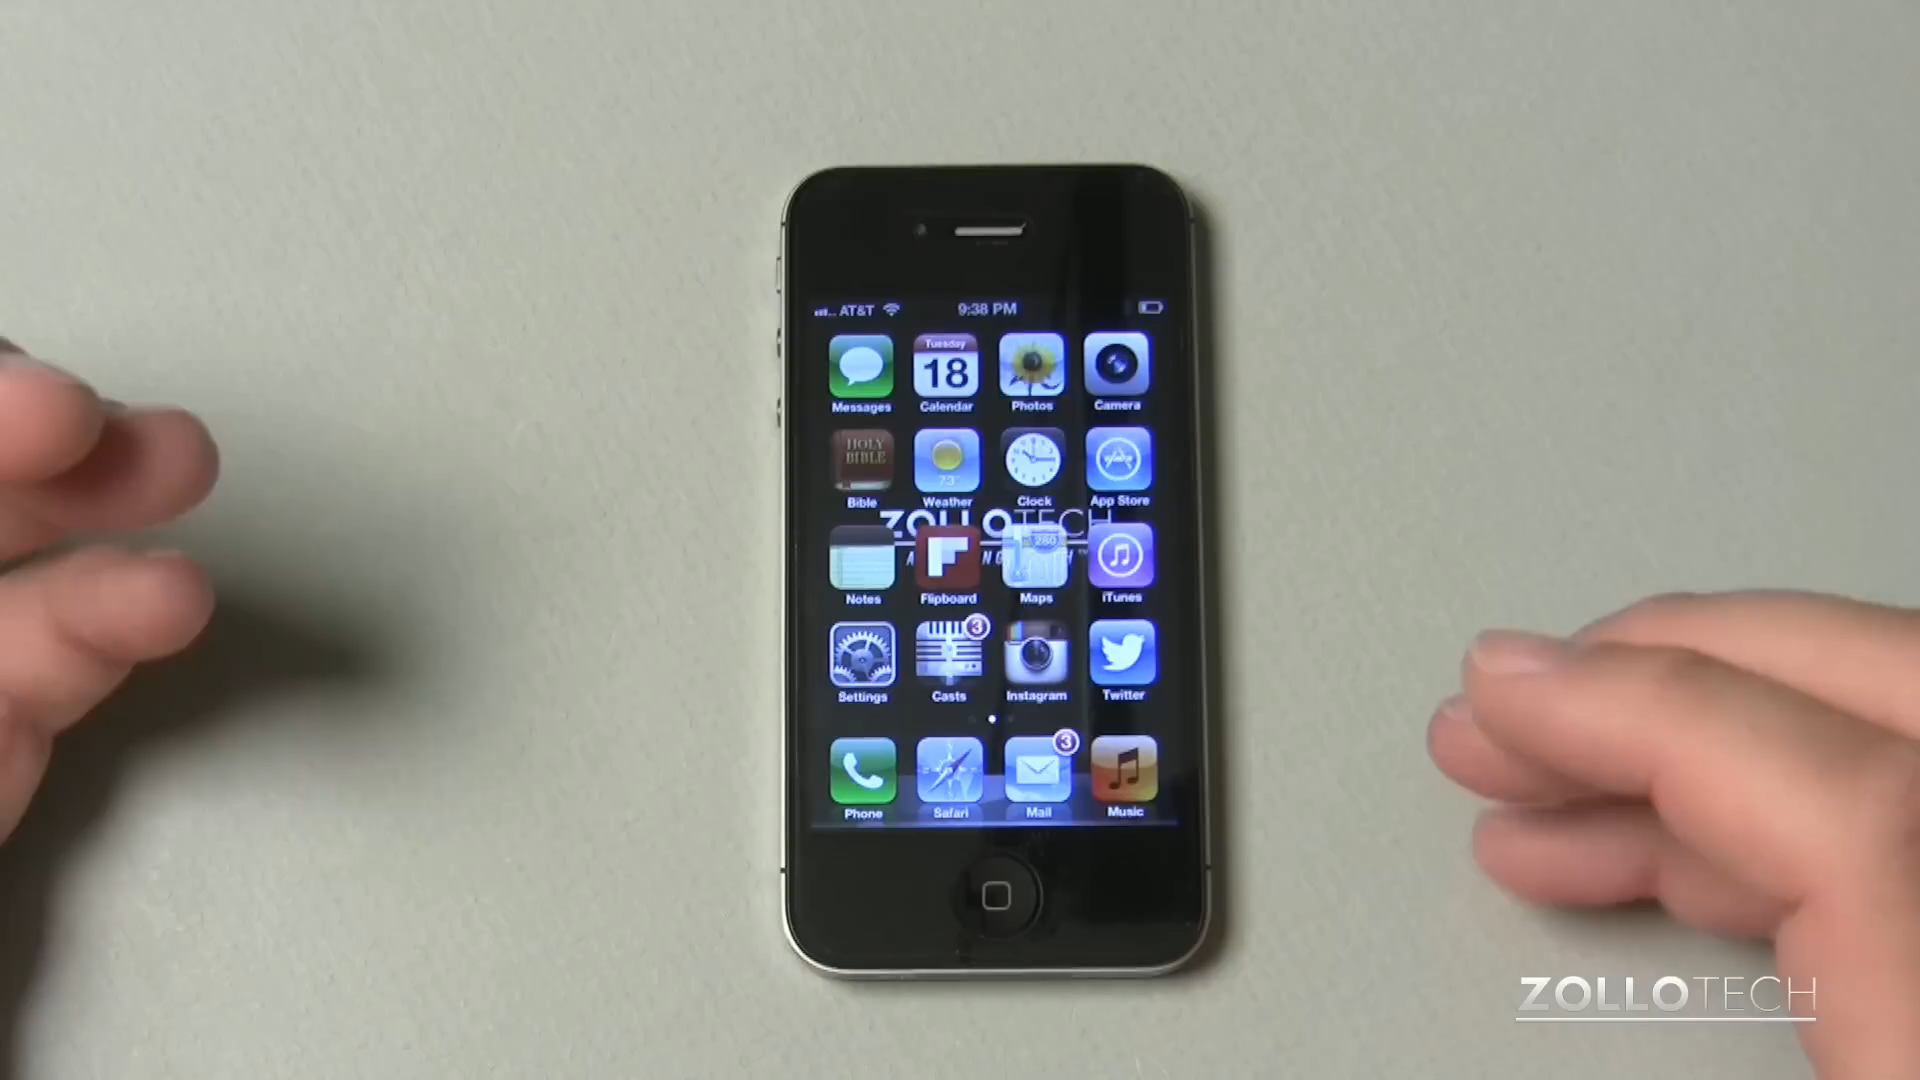 AT&T 9:38 PM
Tuesday
18
Messages Calendar Photos Camera
HOLY
BIBLE
73°
Bible Weather Clock App Store
ZOLLOTECH
280
Notes Flipboard Maps iTunes
3
Settings Casts Instagram Twitter
3
Phone Safari Mail Music
ZOLLOTECH